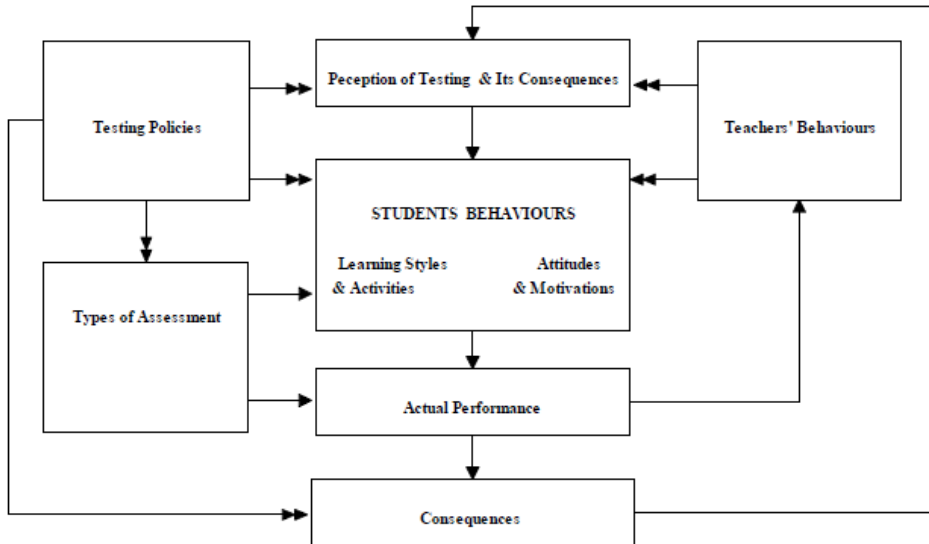 Peception of Testing & Its Consequences
Testing Policies
Teachers' Behaviours
STUDENTS BEHAVIOURS
Learning Styles
& Activities
Attitudes
& Motivations
Types of Assessment
Actual Performance
Consequences